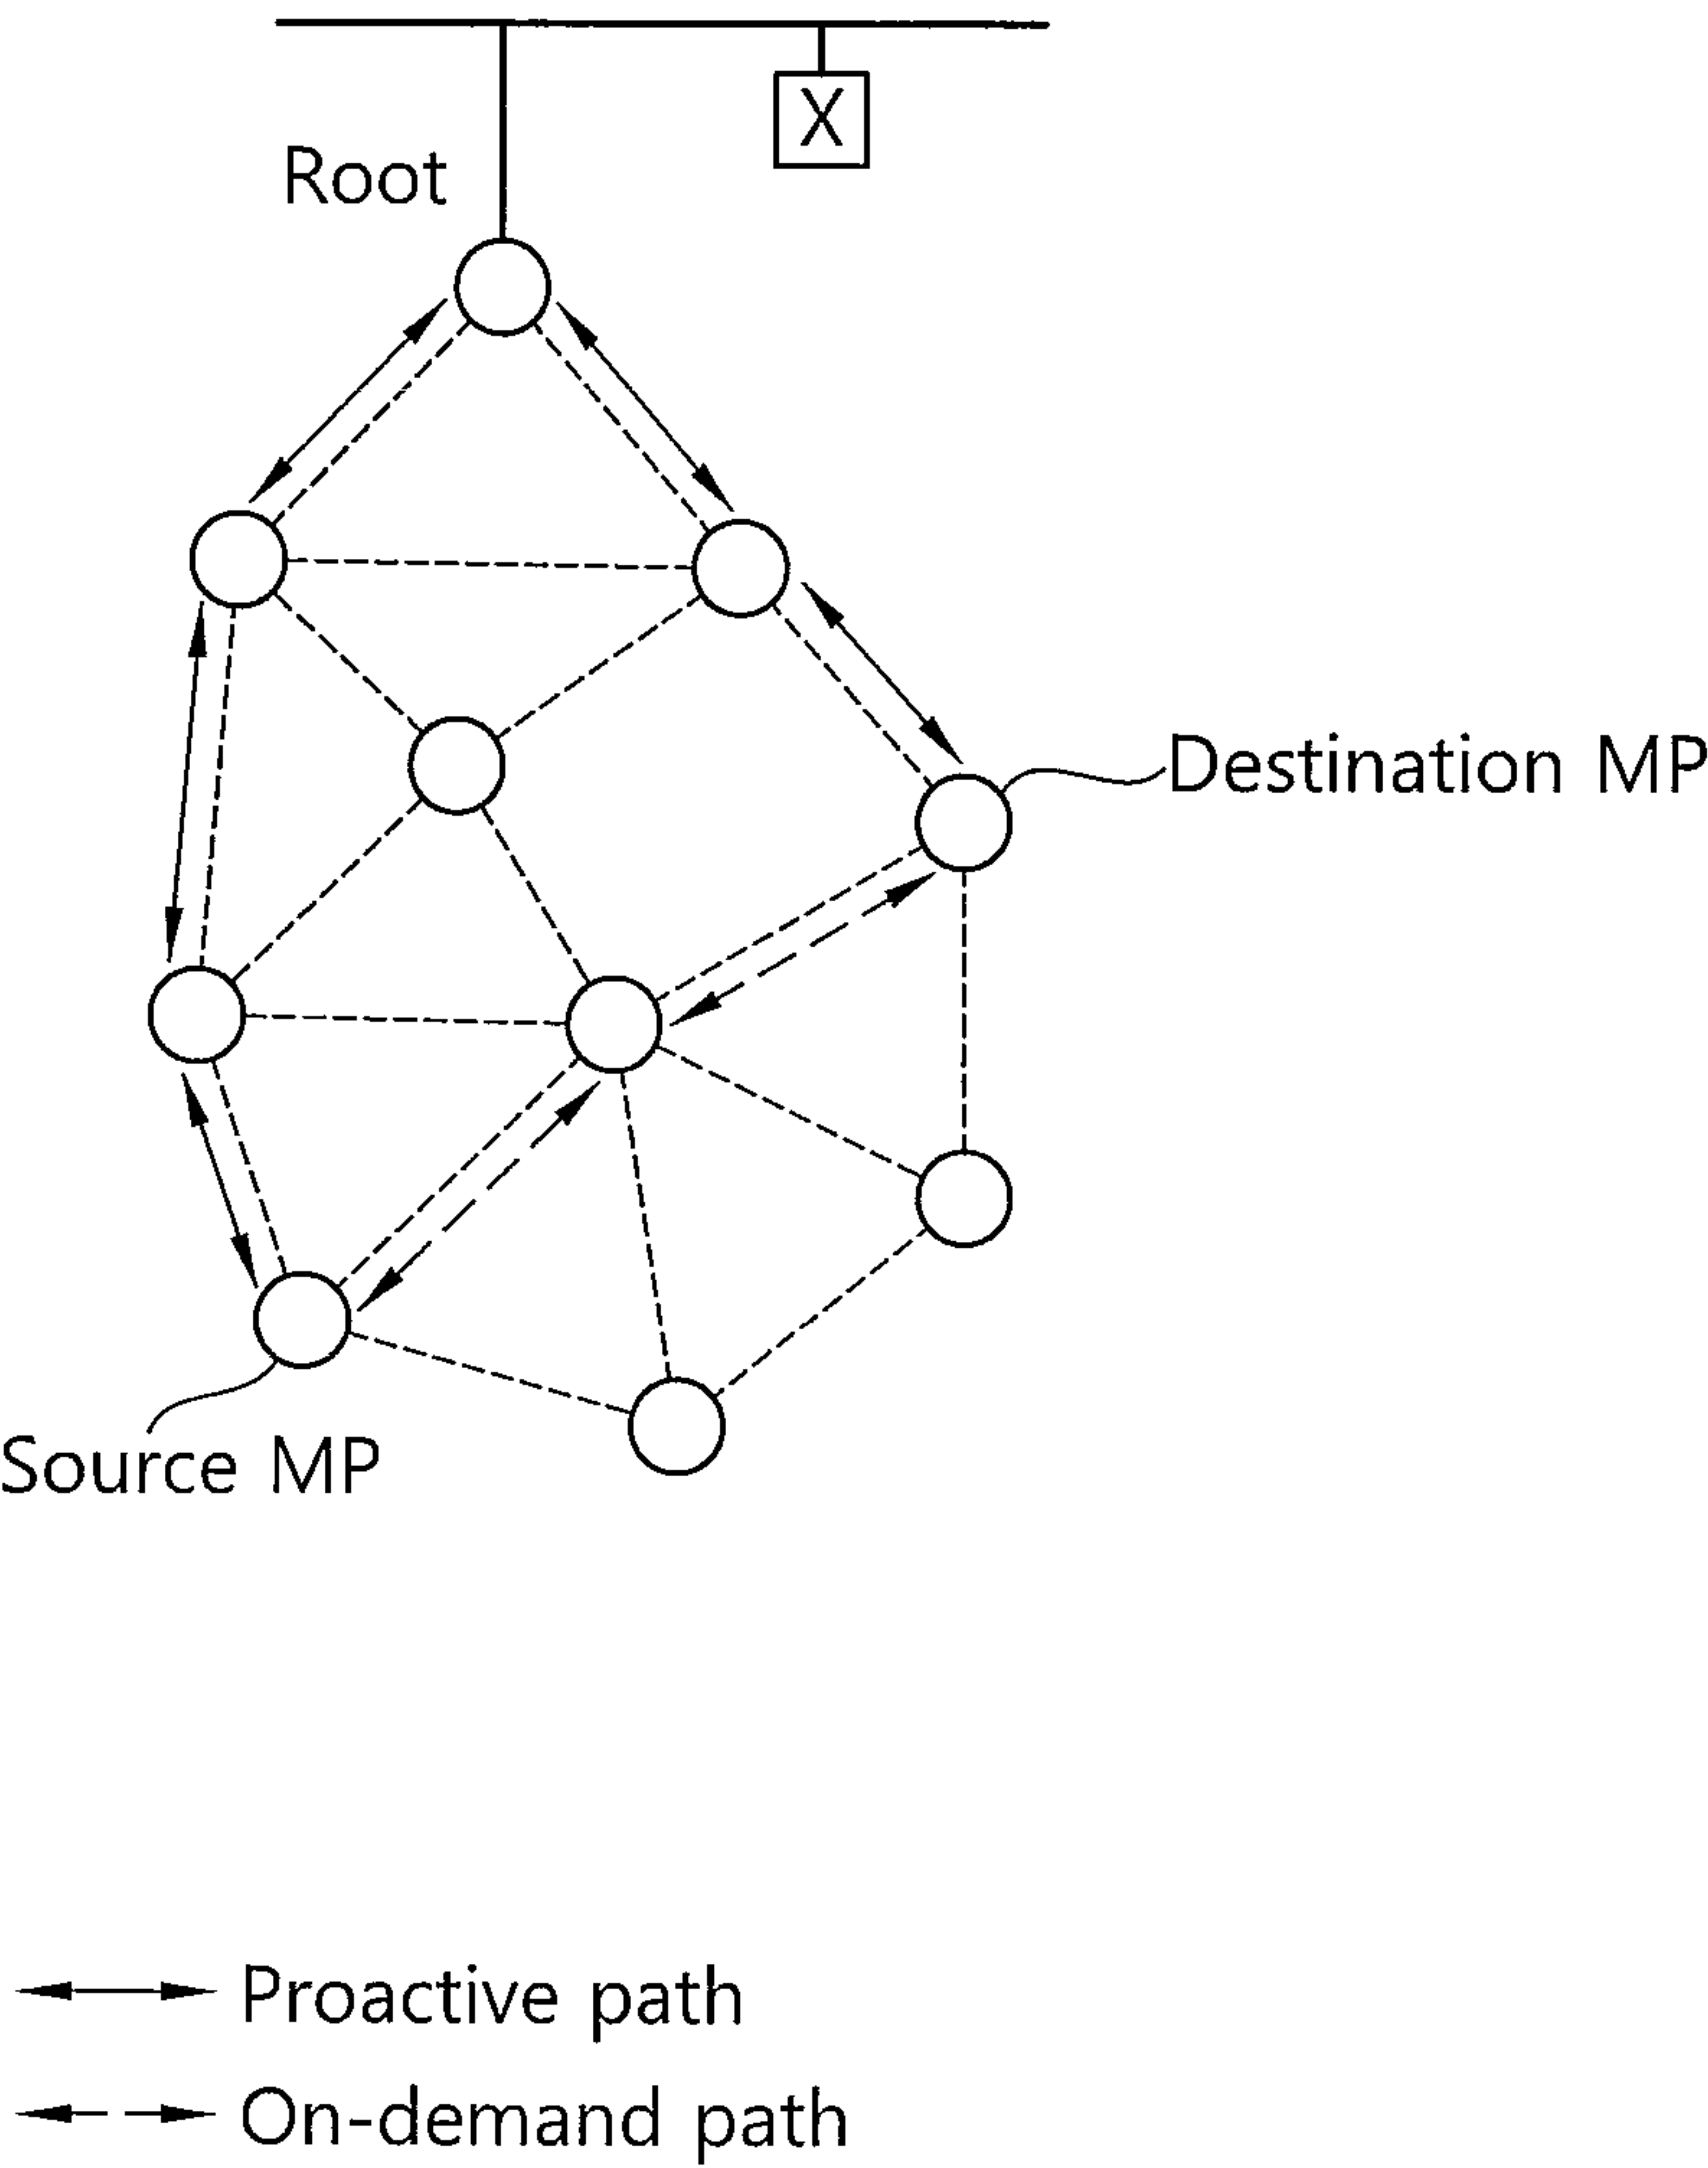 X
Root
Destination MP
Source MP
Proactive path
On-demand path